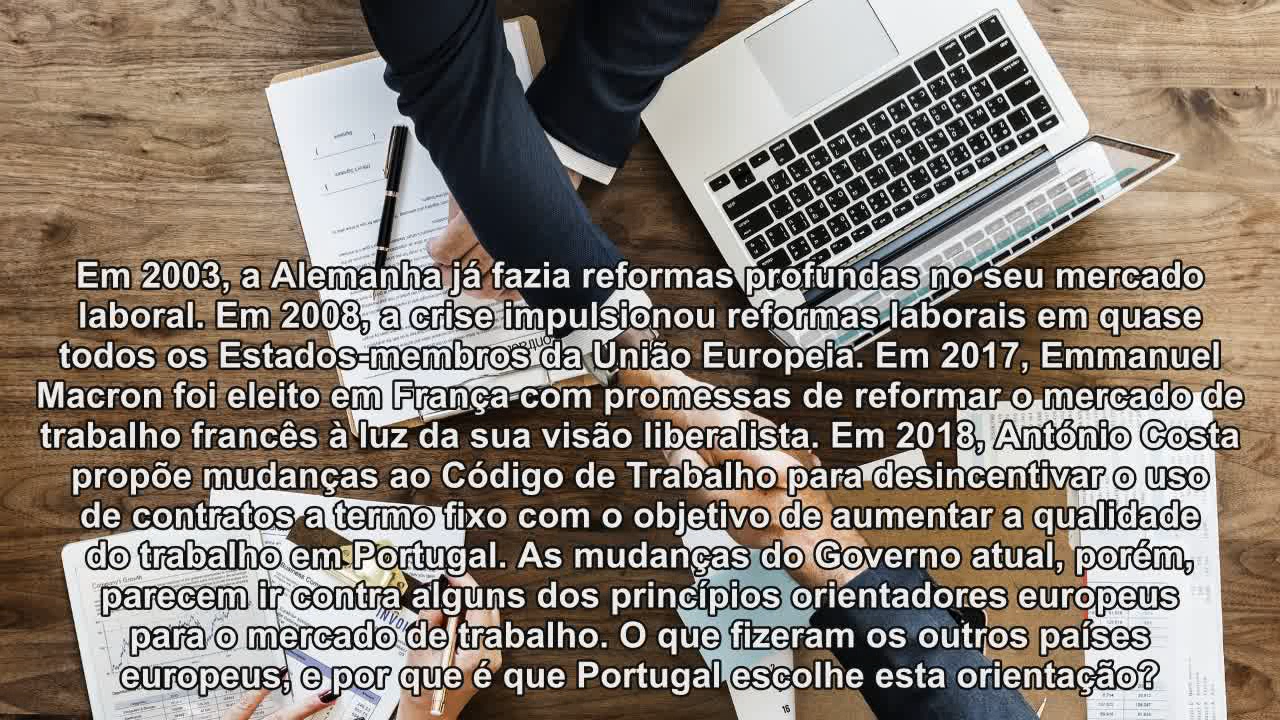 Em 2003, a Alemanha já fazia reformas profundas no seu mercado
laboral. Em 2008, a crise impulsionou reformas laborais em quase
todos os Estados-membros da União Europeia. Em 2017, Emmanuel
Macron foi eleito em França com promessas de reformar o mercado de
trabalho francês à luz da sua visão liberalista. Em 2018, António Costa
propõe mudanças ao Código de Trabalho para desincentivar o uso
de contratos a termo fixo com o objetivo de aumentar a qualidade
do trabalho em Portugal. As mudanças do Governo atual, porém,
parecem ir contra alguns dos princípios orientadores europeus
para o mercado de trabalho. O que fizeram os outros países
europeus, e por que é que Portugal escolhe esta orientação?